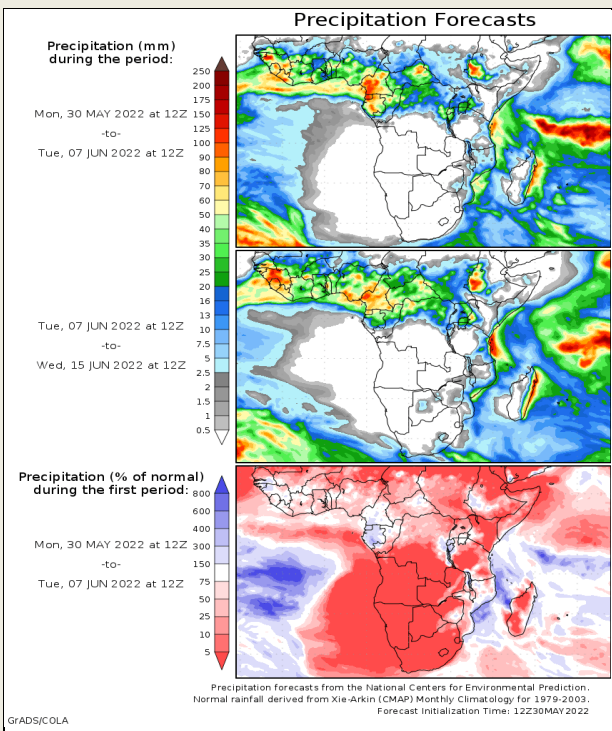 Precipitation Forecasts
Precipitation (mm)
during the period:
250
200
175
150
125
100
90
80
70
60
50
40
35
30
25
20
16
13
10
7.5
5
2.5
2
1.5
1
0.5
Mon, 30 MAY 2022 at 12Z
-to-
Tue, 07 JUN 2022 at 12Z
Tue, 07 JUN 2022 at 12Z
-to-
Wed, 15 JUN 2022 at 12Z
Precipitation (% of normal)
during the first period:
800
600
400
300
150
75
50
25
10
5
Mon, 30 MAY 2022 at 12Z
-to-
Tue, 07 JUN 2022 at 12Z
Precipitation forecasts from the National Centers for Environmental Prediction.
Normal rainfall derived from Xie-Arkin (CMAP) Monthly Climatology for 1979-2003.
Forecast Initialization Time: 12Z30MAY2022
GrADS/COLA